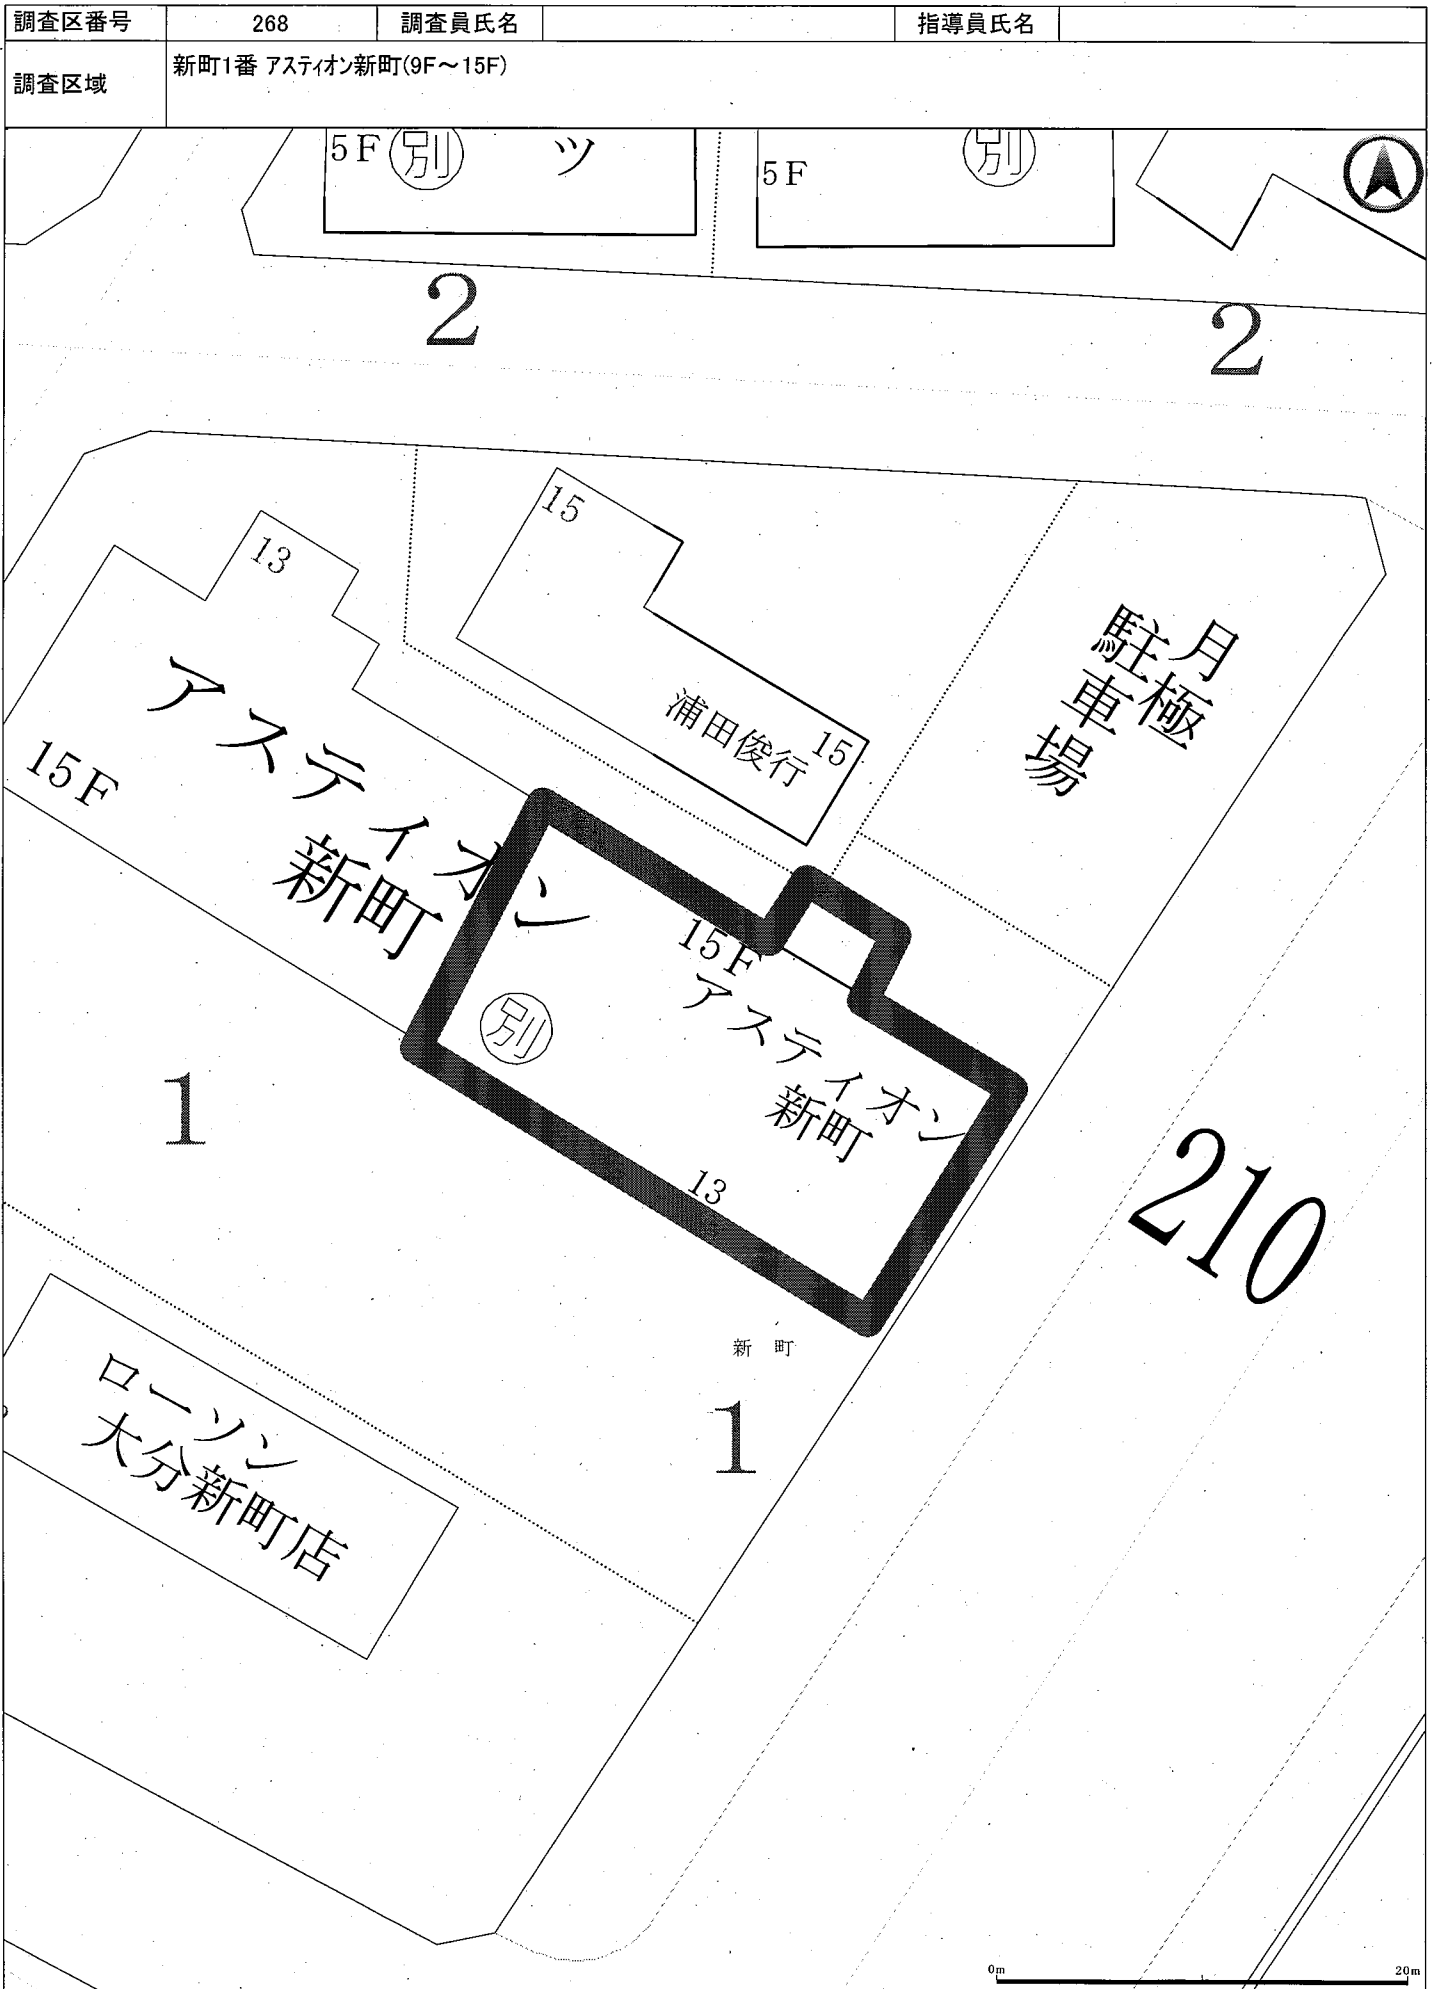 調査区番号 268 調査員氏名 指導員氏名
調査区域 新町1番 アスティオン新町(9F～15F)
5F 別 ツ
5F 別
2
2
15
13
月極
駐車場
浦田俊行
15
アスティオン
新町
15F
15F
アスティオン
新町
別
13
1
210
新町
1
ローソン
大分新町店
0m 20m